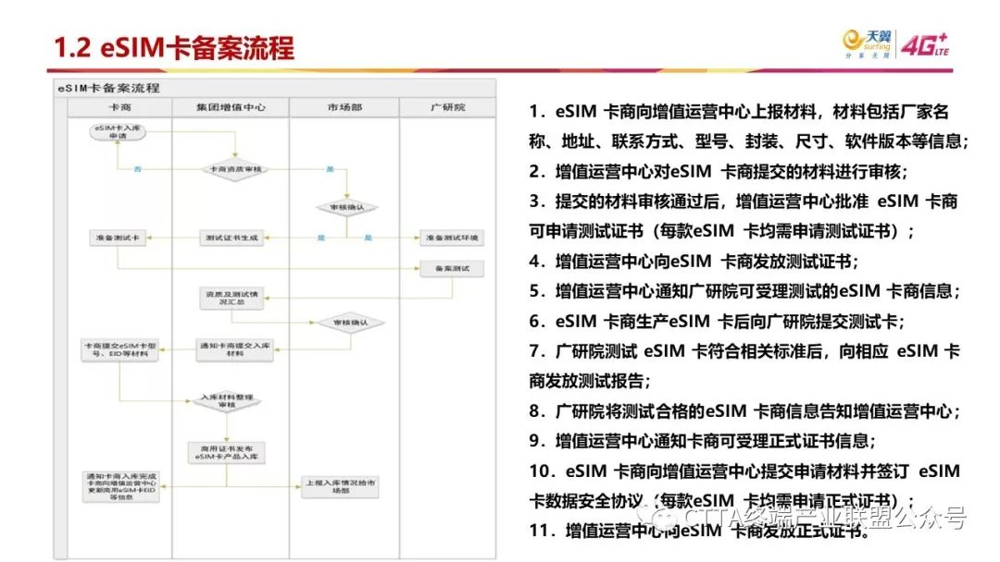 1.2 eSIM卡备案流程
天翼
surfing
分享无限
4G+
LTE
eSIM卡备案流程
卡商
集团增值中心
市场部
广研院
eSIM卡入库
申请
否
卡商资质审核
是
审核确认
准备测试卡
测试证书生成
是
是
准备测试环境
备案测试
资质及测试情
况汇总
审核确认
卡商提交eSIM卡型
号、EID等材料
通知卡商提交入库
材料
入库材料整理
审核
商用证书发布
eSIM卡产品入库
通知卡商入库完成
卡商向增值运营中心
更新商用eSIM卡EID
等信息
上报入库情况给市
场部
1. eSIM 卡商向增值运营中心上报材料，材料包括厂家名
称、地址、联系方式、型号、封装、尺寸、软件版本等信息；
2. 增值运营中心对eSIM 卡商提交的材料进行审核；
3. 提交的材料审核通过后，增值运营中心批准 eSIM 卡商
可申请测试证书（每款eSIM 卡均需申请测试证书）；
4. 增值运营中心向eSIM 卡商发放测试证书；
5. 增值运营中心通知广研院可受理测试的eSIM 卡商信息；
6. eSIM 卡商生产eSIM 卡后向广研院提交测试卡；
7. 广研院测试 eSIM 卡符合相关标准后，向相应 eSIM 卡
商发放测试报告；
8. 广研院将测试合格的eSIM 卡商信息告知增值运营中心；
9. 增值运营中心通知卡商可受理正式证书信息；
10. eSIM 卡商向增值运营中心提交申请材料并签订 eSIM
卡数据安全协议（每款eSIM 卡均需申请正式证书）；
11. 增值运营中心向eSIM 卡商发放正式证书。
CTTA终端产业联盟公众号